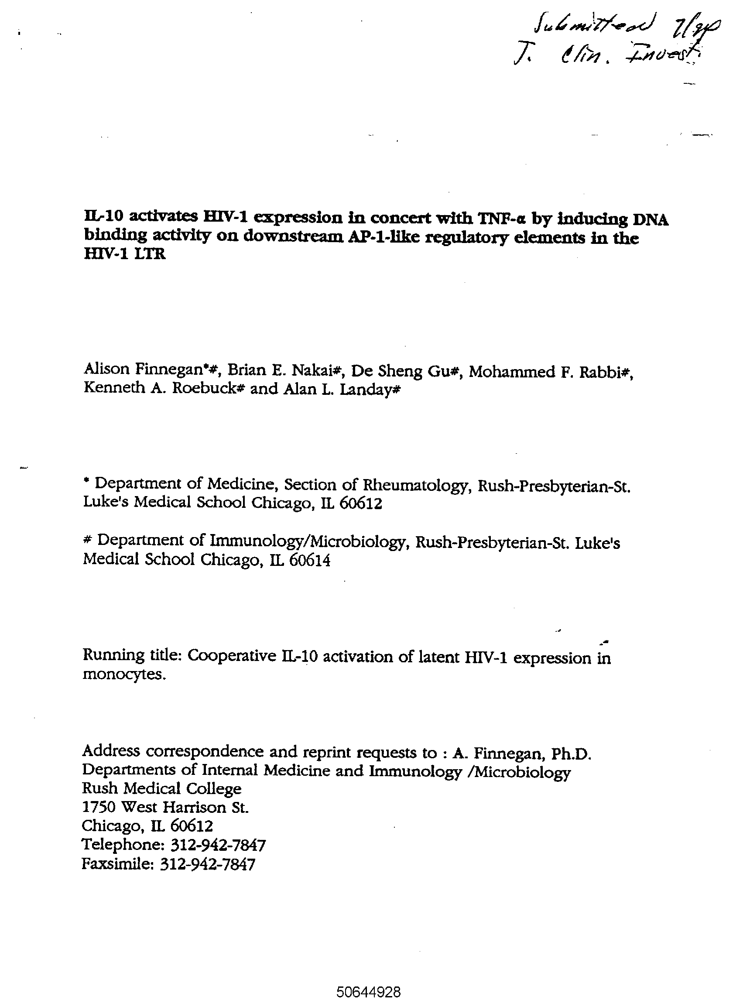 Submitted
J. Clin. Invest.
IL-10 activates HIV-1 expression in concert with TNF-α by inducing DNA
binding activity on downstream AP-1-like regulatory elements in the
HIV-1 LTR
Alison Finnegan*#, Brian E. Nakai#, De Sheng Gu#, Mohammed F. Rabbi#,
Kenneth A. Roebuck# and Alan L. Landay#
* Department of Medicine, Section of Rheumatology, Rush-Presbyterian-St.
Luke's Medical School Chicago, IL 60612
# Department of Immunology/Microbiology, Rush-Presbyterian-St. Luke's
Medical School Chicago, IL 60614
Running title: Cooperative IL-10 activation of latent HIV-1 expression in
monocytes.
Address correspondence and reprint requests to : A. Finnegan, Ph.D.
Departments of Internal Medicine and Immunology /Microbiology
Rush Medical College
1750 West Harrison St.
Chicago, IL 60612
Telephone: 312-942-7847
Faxsimile: 312-942-7847
50644928